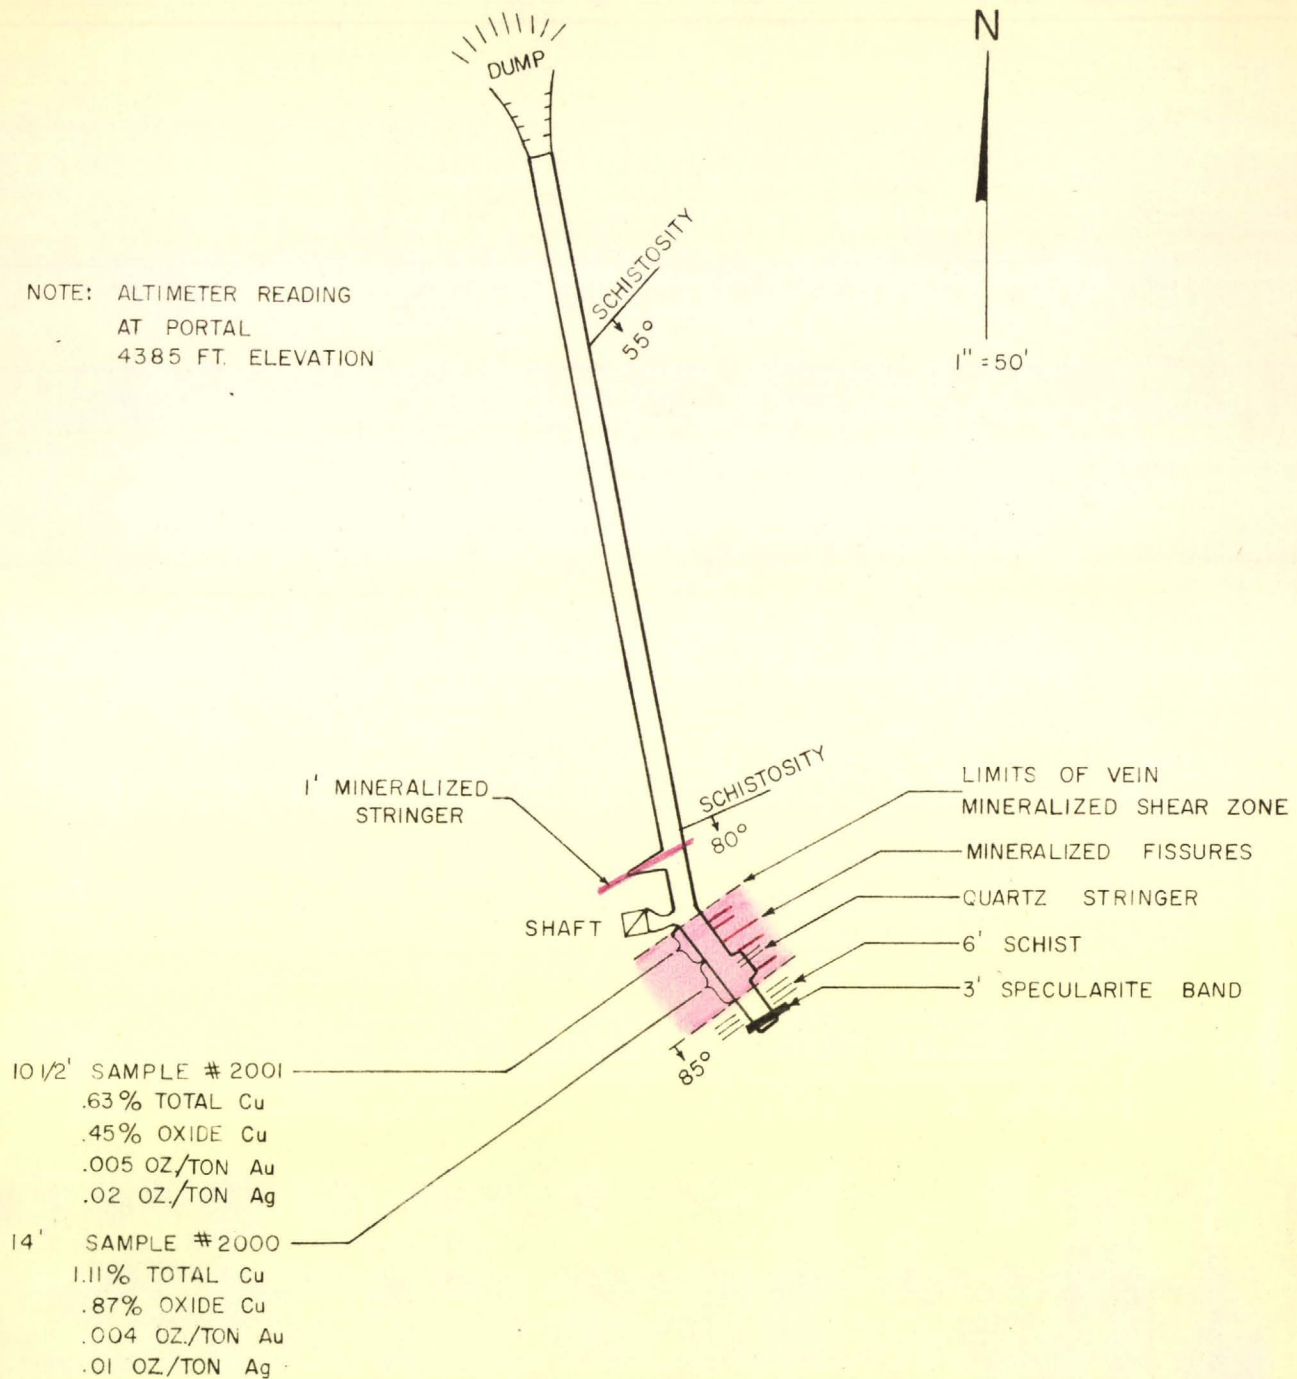 N
DUMP
SCHISTOSITY
55°
NOTE: ALTIMETER READING
AT PORTAL
4385 FT. ELEVATION
1" = 50'
1' MINERALIZED
STRINGER
SCHISTOSITY
80°
LIMITS OF VEIN
MINERALIZED SHEAR ZONE
MINERALIZED FISSURES
QUARTZ STRINGER
SHAFT
6' SCHIST
3' SPECULARITE BAND
85°
10 1/2' SAMPLE # 2001
.63% TOTAL Cu
.45% OXIDE Cu
.005 OZ./TON Au
.02 OZ./TON Ag
14' SAMPLE # 2000
1.11% TOTAL Cu
.87% OXIDE Cu
.004 OZ./TON Au
.01 OZ./TON Ag